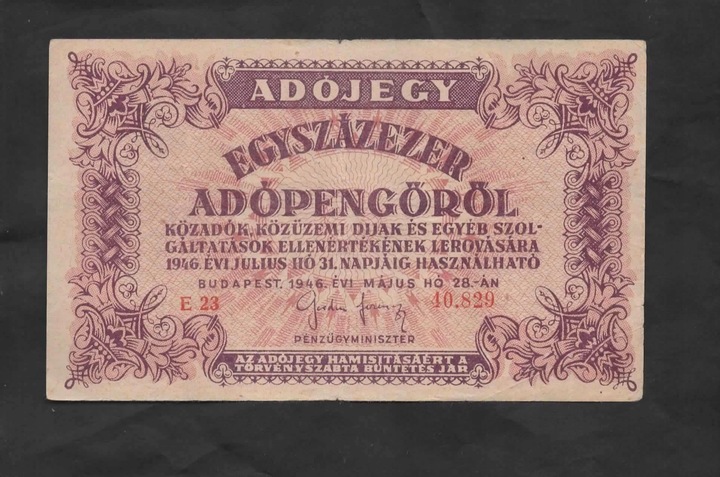 ADÓJEGY
EGYSZÁZEZER
ADÓPENGŐRŐL
KÖZADÓK, KÖZÜZEMI DIJAK ÉS EGYÉB SZOL-
GÁLTATÁSOK ELLENÉRTÉKÉNEK LEROVÁSÁRA
1946. ÉVI JULIUS HÓ 31. NAPJÁIG HASZNÁLHATÓ
BUDAPEST, 1946. ÉVI MÁJUS HÓ 28.-ÁN
E 23 40.829
PÉNZÜGYMINISZTER
AZ ADÓJEGY HAMISITÁSAÉRT A
TÖRVÉNYSZABTA BÜNTETÉS JÁR